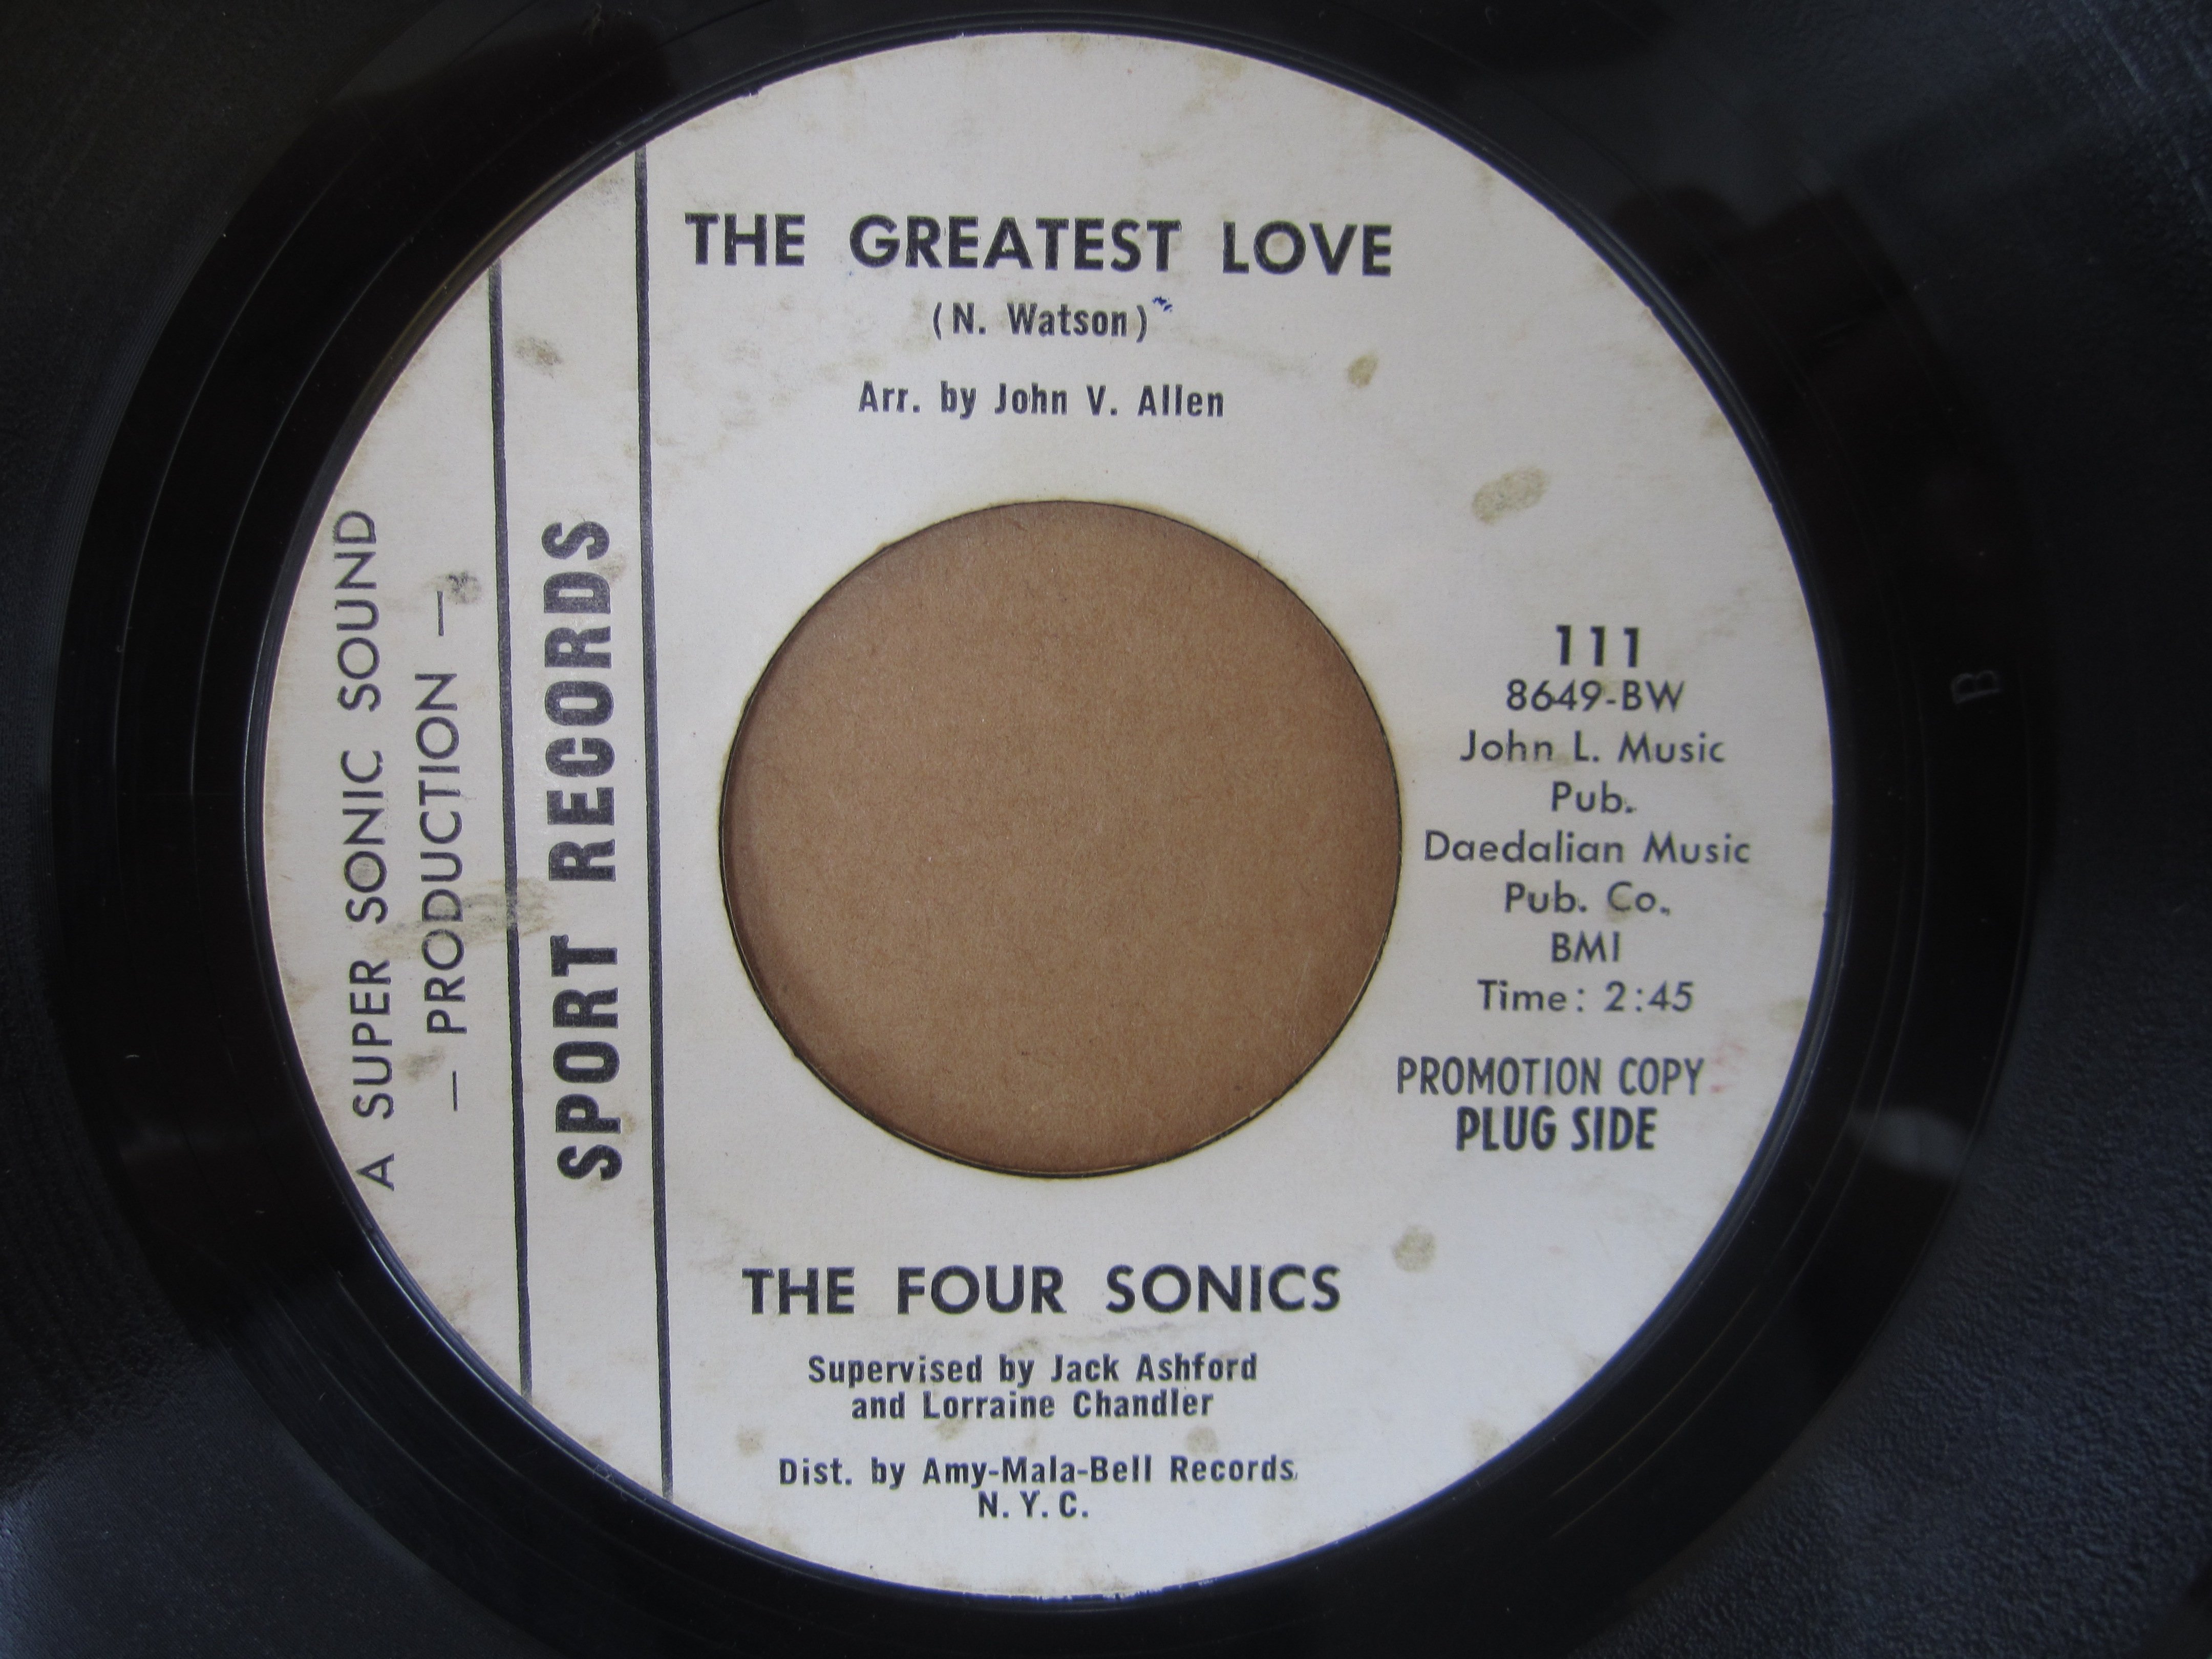 THE GREATEST LOVE
(N. Watson)
Arr. by John V. Allen
A SUPER SONIC SOUND
— PRODUCTION —
SPORT RECORDS
111
8649-BW
John L. Music
Pub.
Daedalian Music
Pub. Co.,
BMI
Time: 2:45
PROMOTION COPY
PLUG SIDE
THE FOUR SONICS
Supervised by Jack Ashford
and Lorraine Chandler
Dist. by Amy-Mala-Bell Records,
N. Y. C.
B